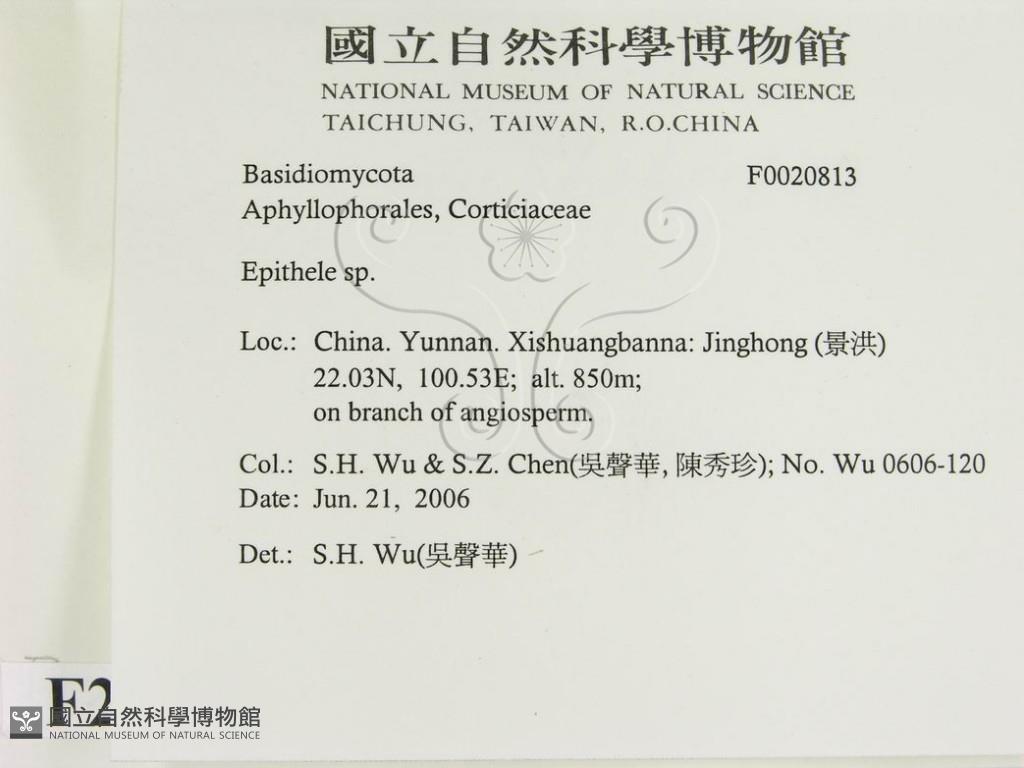 國立自然科學博物館
NATIONAL MUSEUM OF NATURAL SCIENCE
TAICHUNG, TAIWAN, R.O.CHINA
Basidiomycota F0020813
Aphyllophorales, Corticiaceae
Epithele sp.
Loc.: China. Yunnan. Xishuangbanna: Jinghong (景洪)
22.03N, 100.53E; alt. 850m;
on branch of angiosperm.
Col.: S.H. Wu & S.Z. Chen(吳聲華, 陳秀珍); No. Wu 0606-120
Date: Jun. 21, 2006
Det.: S.H. Wu(吳聲華)
F2
國立自然科學博物館
NATIONAL MUSEUM OF NATURAL SCIENCE